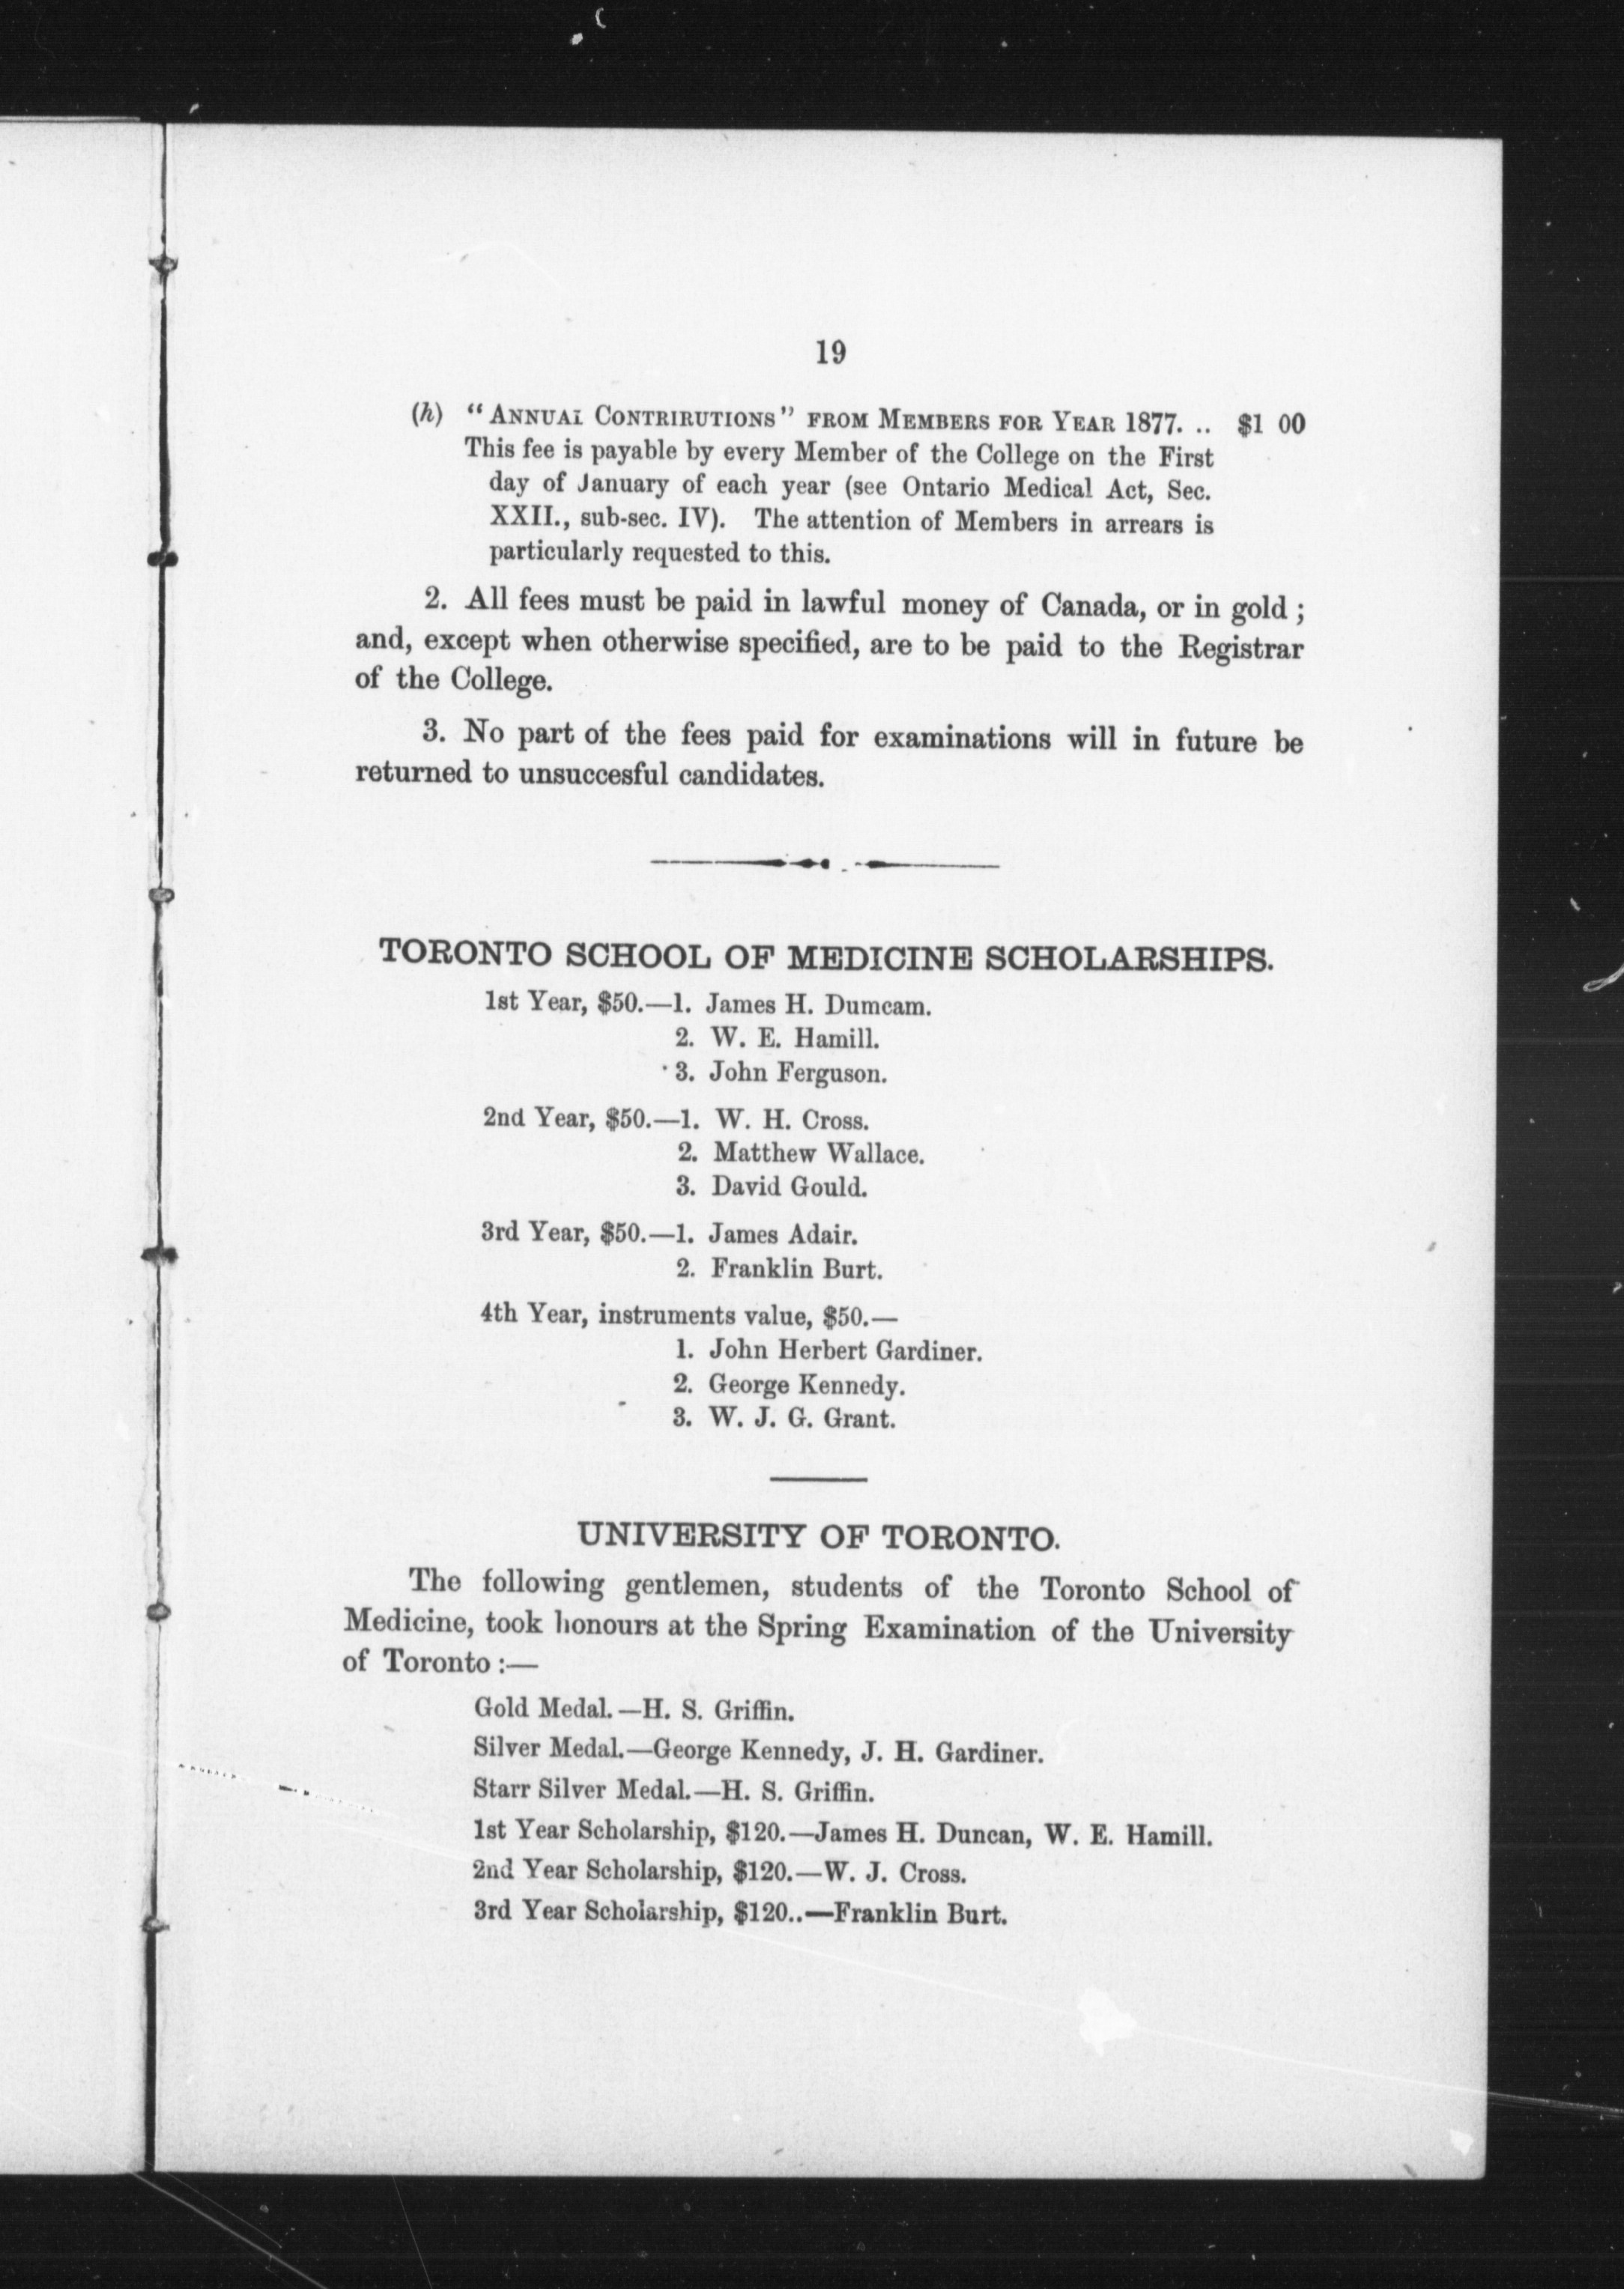 19
(h) "ANNUAL CONTRIRUTIONS" FROM MEMBERS FOR YEAR 1877. .. $1 00
This fee is payable by every Member of the College on the First
day of January of each year (see Ontario Medical Act, Sec.
XXII., sub-sec. IV). The attention of Members in arrears is
particularly requested to this.
2. All fees must be paid in lawful money of Canada, or in gold ;
and, except when otherwise specified, are to be paid to the Registrar
of the College.
3. No part of the fees paid for examinations will in future be
returned to unsuccesful candidates.
TORONTO SCHOOL OF MEDICINE SCHOLARSHIPS.
1st Year, $50.—1. James H. Dumcam.
2. W. E. Hamill.
3. John Ferguson.
2nd Year, $50.—1. W. H. Cross.
2. Matthew Wallace.
3. David Gould.
3rd Year, $50.—1. James Adair.
2. Franklin Burt.
4th Year, instruments value, $50.—
1. John Herbert Gardiner.
2. George Kennedy.
3. W. J. G. Grant.
UNIVERSITY OF TORONTO.
The following gentlemen, students of the Toronto School of
Medicine, took honours at the Spring Examination of the University
of Toronto :—
Gold Medal.—H. S. Griffin.
Silver Medal.—George Kennedy, J. H. Gardiner.
Starr Silver Medal.—H. S. Griffin.
1st Year Scholarship, $120.—James H. Duncan, W. E. Hamill.
2nd Year Scholarship, $120.—W. J. Cross.
3rd Year Scholarship, $120..—Franklin Burt.